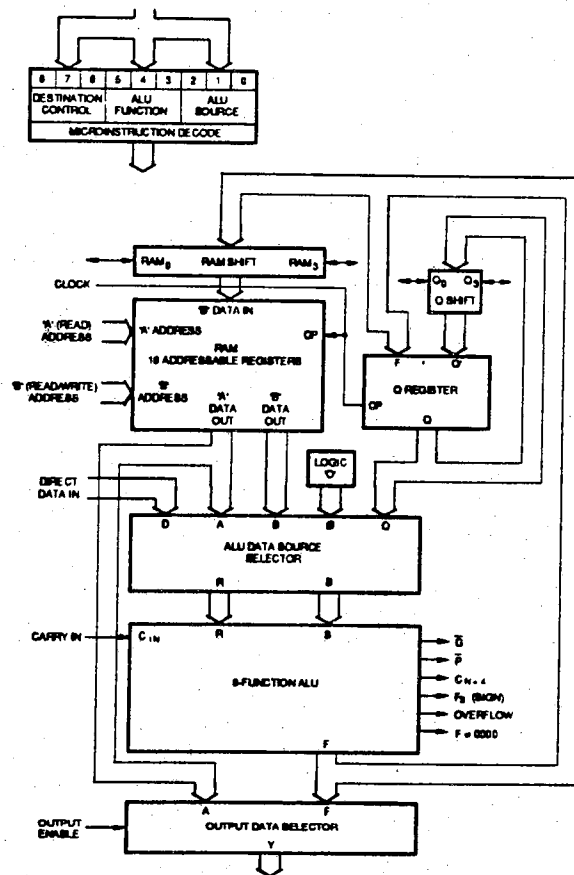 8 7 6 5 4 3 2 1 0
DESTINATION CONTROL
ALU FUNCTION
ALU SOURCE
MICROINSTRUCTION DECODE
RAM0 RAM SHIFT RAM3
Q0 Q3
Q SHIFT
CLOCK
'B' DATA IN
'A' (READ) ADDRESS
'A' ADDRESS
RAM
16 ADDRESSABLE REGISTERS
CP
'B' (READ/WRITE) ADDRESS
'B' ADDRESS
'A' DATA OUT
'B' DATA OUT
F Q'
Q REGISTER
CP
Q
LOGIC '0'
DIRECT DATA IN
D A B Ø Q
ALU DATA SOURCE SELECTOR
R S
CARRY IN
CIN R S
8-FUNCTION ALU
F
G̅
P̅
CN+4
F3 (SIGN)
OVERFLOW
F = 0000
OUTPUT ENABLE
A F
OUTPUT DATA SELECTOR
Y